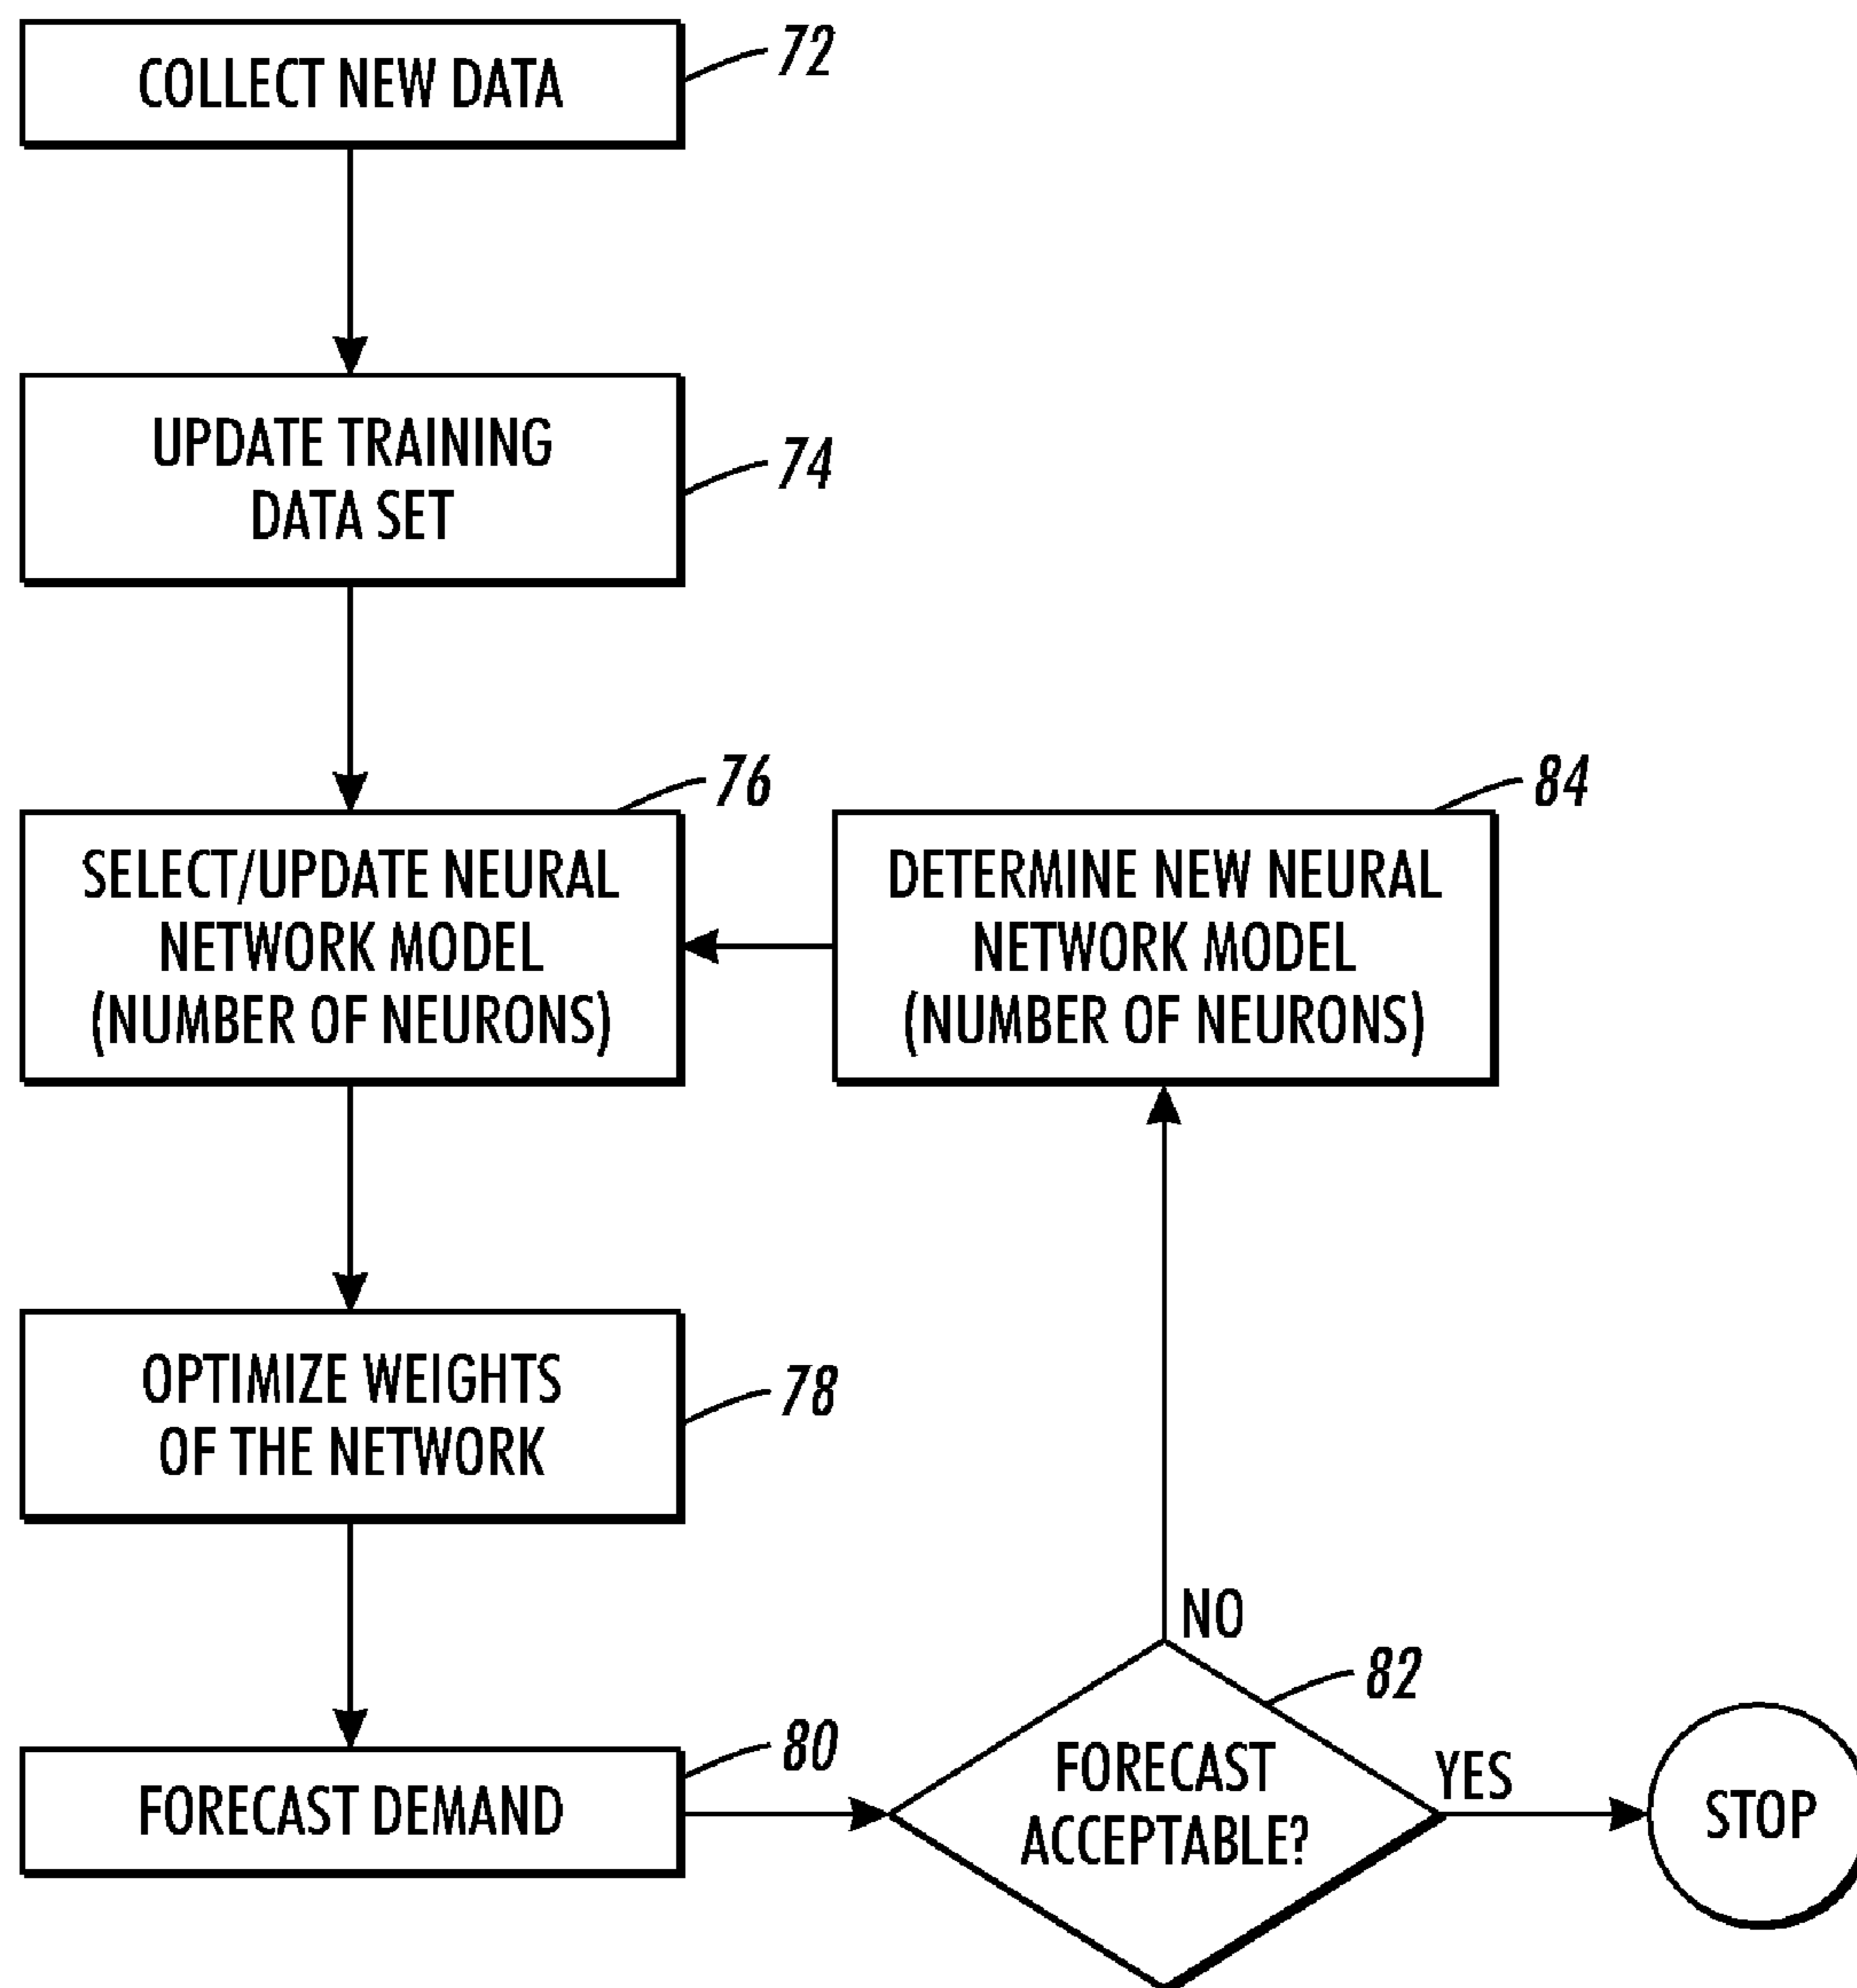 COLLECT NEW DATA
72
UPDATE TRAINING
DATA SET
74
76
SELECT/UPDATE NEURAL
NETWORK MODEL
(NUMBER OF NEURONS)
84
DETERMINE NEW NEURAL
NETWORK MODEL
(NUMBER OF NEURONS)
OPTIMIZE WEIGHTS
OF THE NETWORK
78
FORECAST DEMAND
80
NO
82
FORECAST
ACCEPTABLE?
YES
STOP